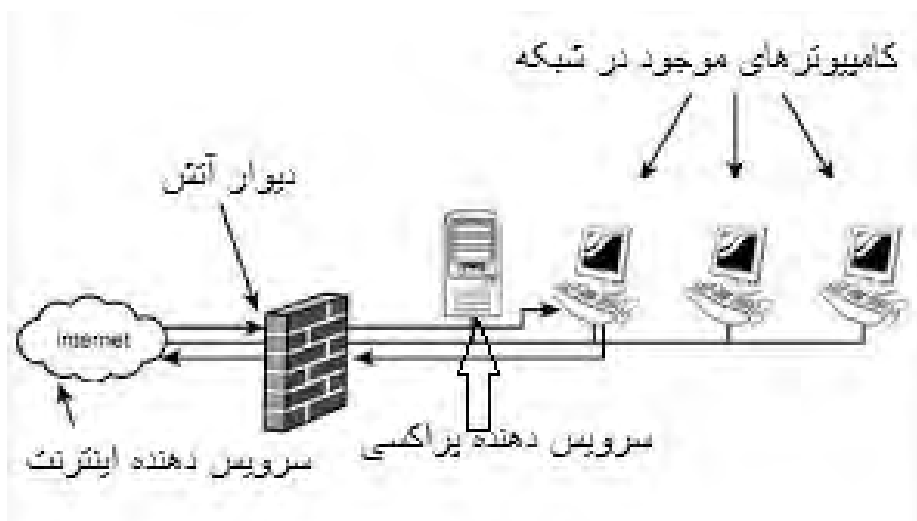 کامپیوترهای موجود در شبکه
دیوار آتش
Internet
سرویس دهنده پراکسی
سرویس دهنده اینترنت